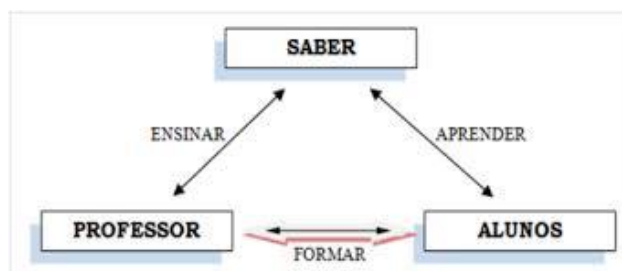 SABER
ENSINAR
APRENDER
PROFESSOR
ALUNOS
FORMAR